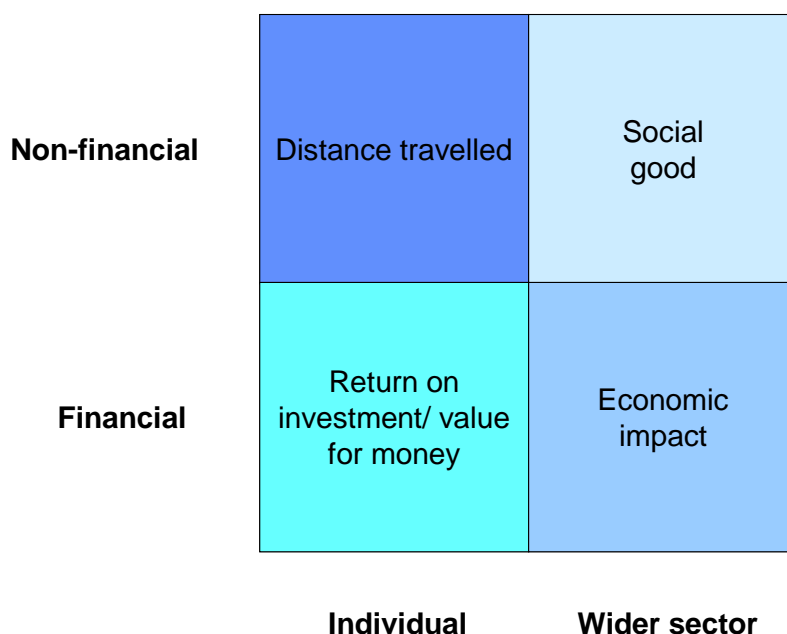 Non-financial
Distance travelled
Social
good
Financial
Return on
investment/ value
for money
Economic
impact
Individual
Wider sector